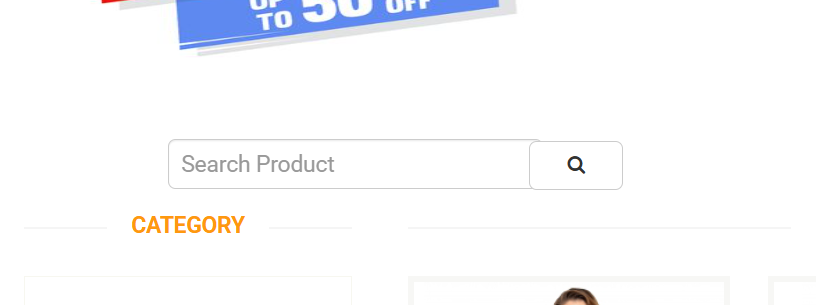 UP
TO 50 OFF
Search Product
CATEGORY